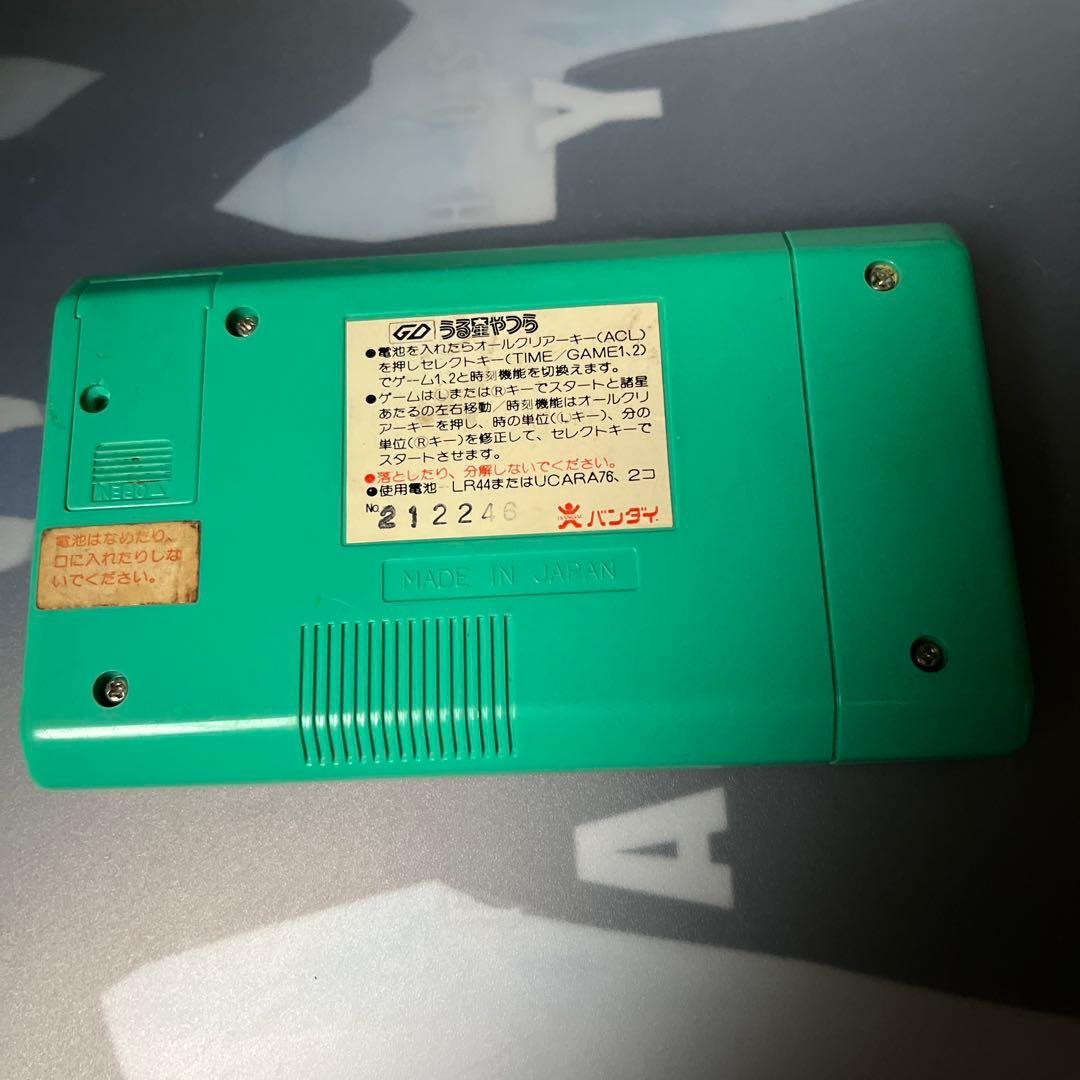 GD うる星やつら
●電池を入れたらオールクリアーキー(ACL)
を押しセレクトキー(TIME/GAME1、2)
でゲーム1、2と時刻機能を切換えます。
●ゲームはⓁまたはⓇキーでスタートと諸星
あたるの左右移動/時刻機能はオールクリ
アーキーを押し、時の単位(Ⓛキー)、分の
単位(Ⓡキー)を修正して、セレクトキーで
スタートさせます。
●落としたり、分解しないでください。
●使用電池…LR44またはUCARA76、2コ
No. 212246 BANDAI バンダイ
MADE IN JAPAN
OPEN
電池はなめたり、
口に入れたりしな
いでください。
Y
H
A